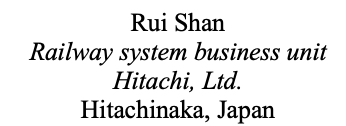 Rui Shan
Railway system business unit
Hitachi, Ltd.
Hitachinaka, Japan